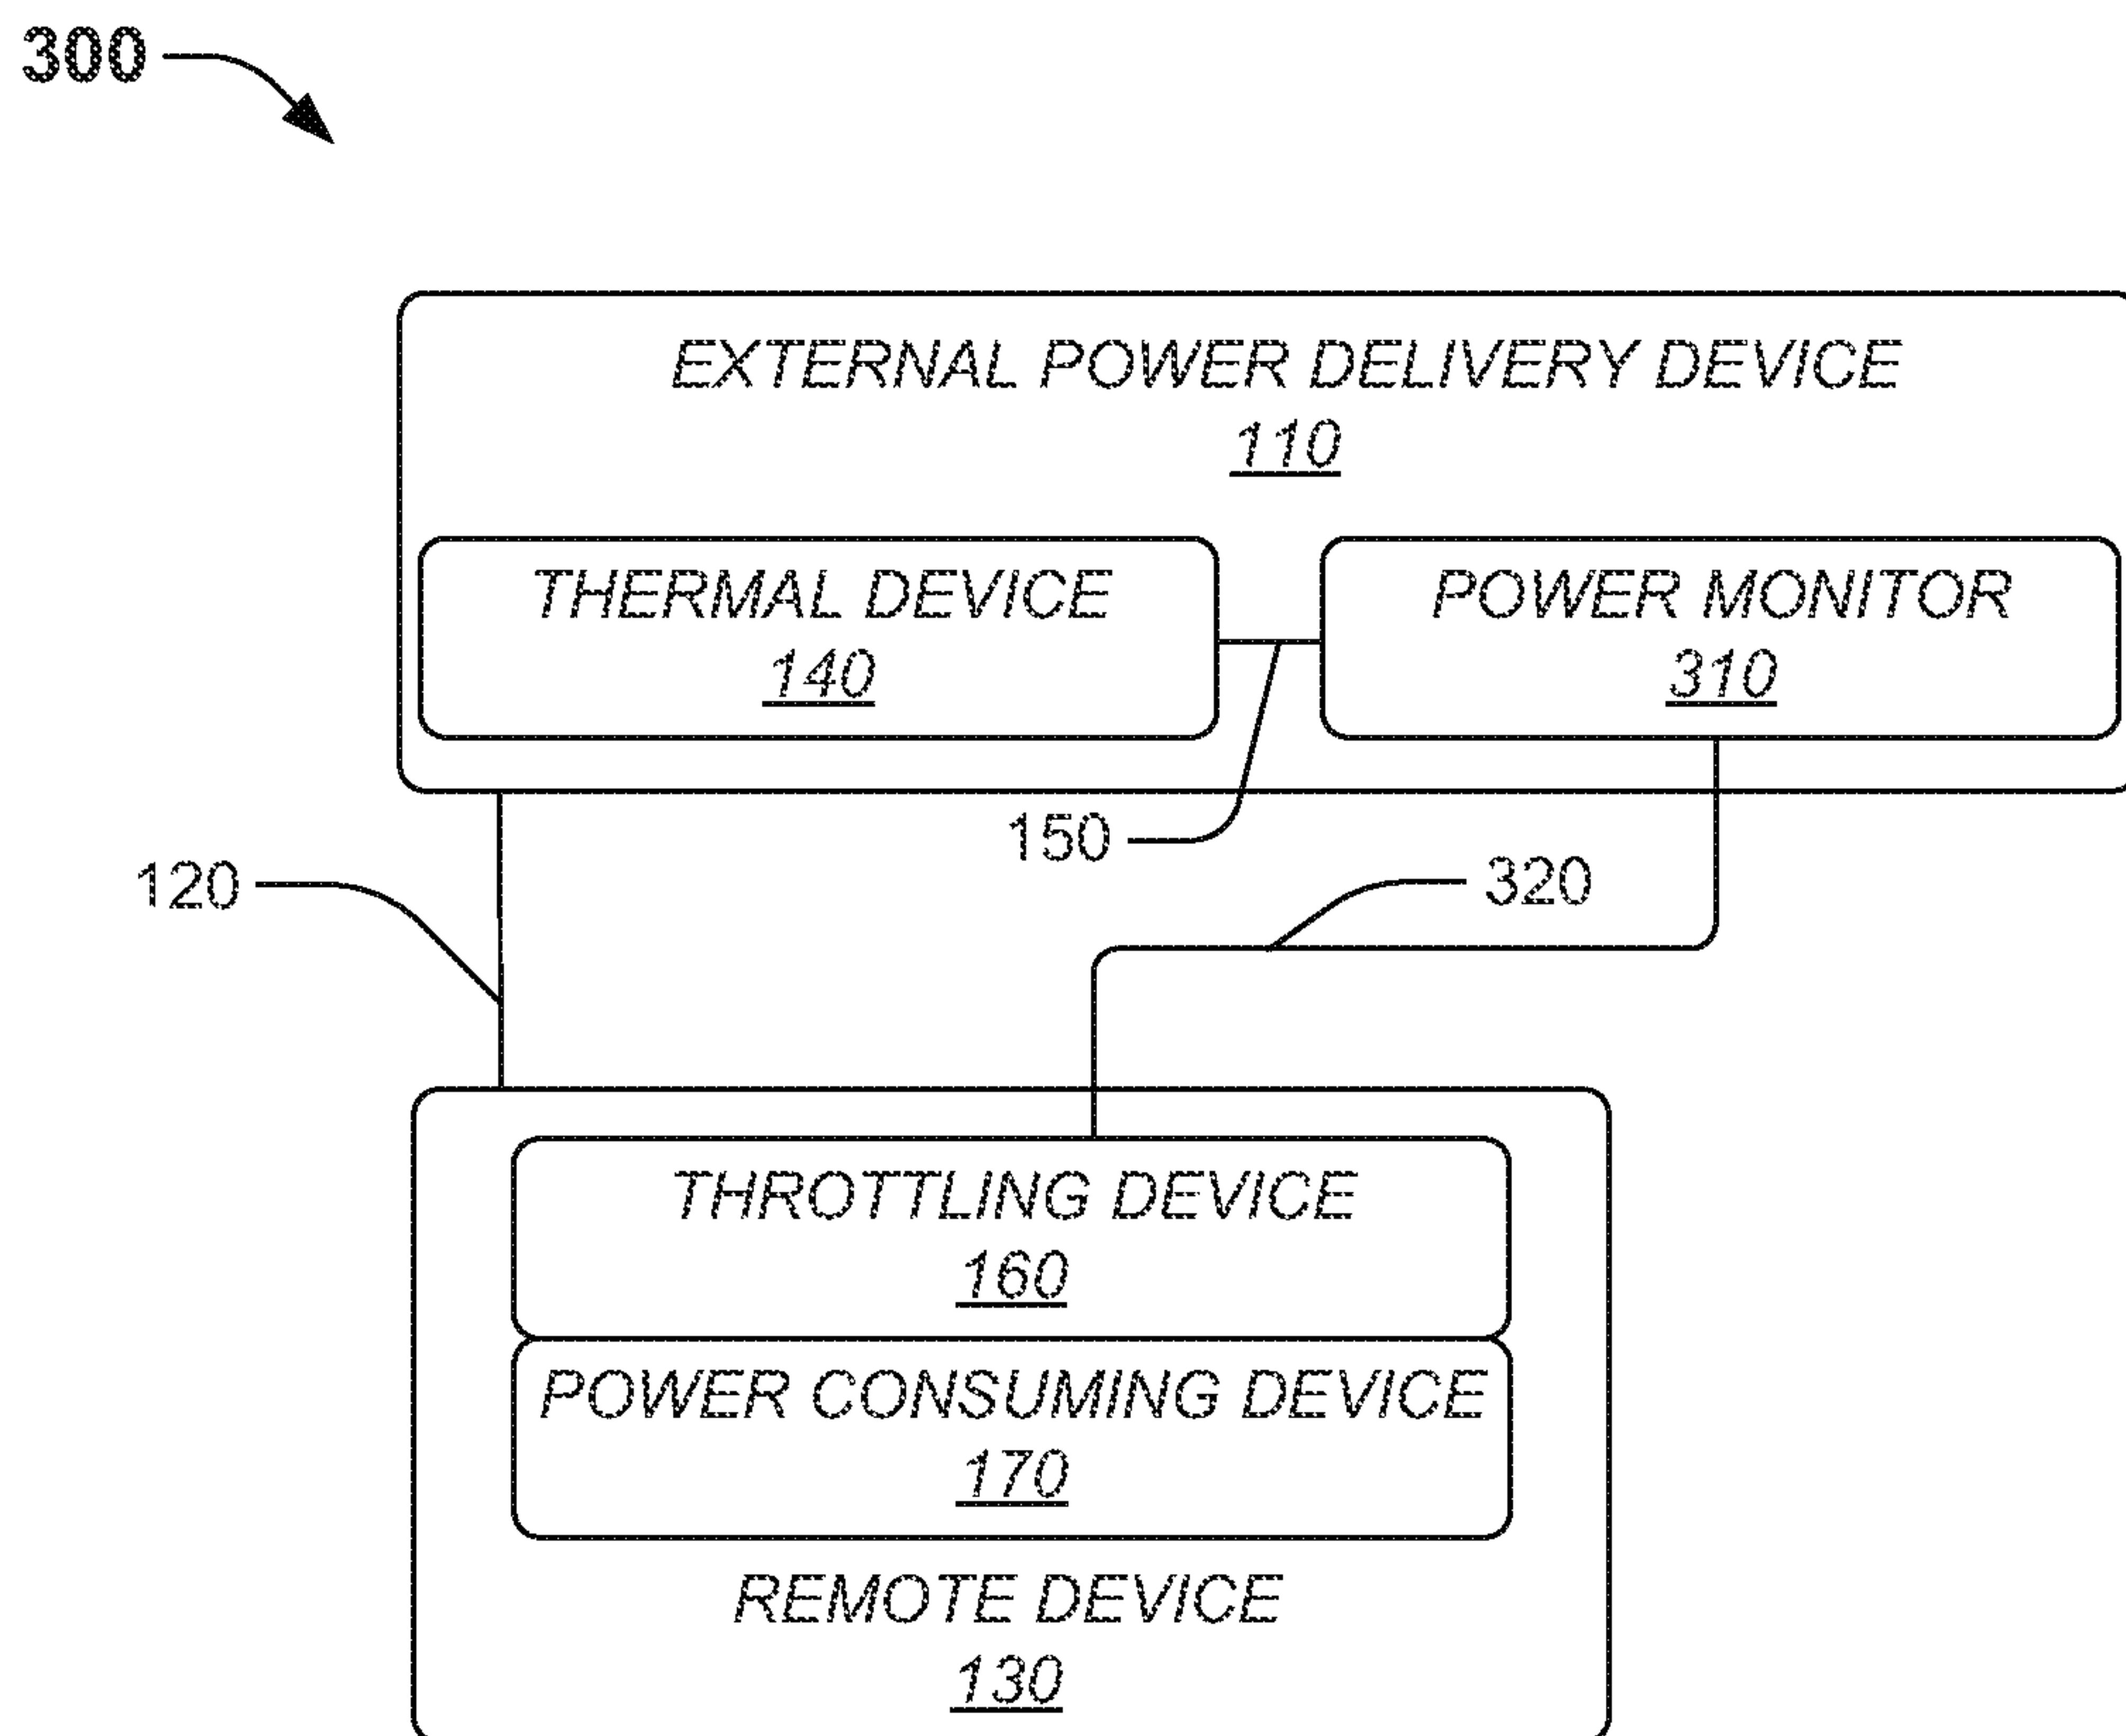 300
EXTERNAL POWER DELIVERY DEVICE
110
THERMAL DEVICE
140
POWER MONITOR
310
150
120
320
THROTTLING DEVICE
160
POWER CONSUMING DEVICE
170
REMOTE DEVICE
130